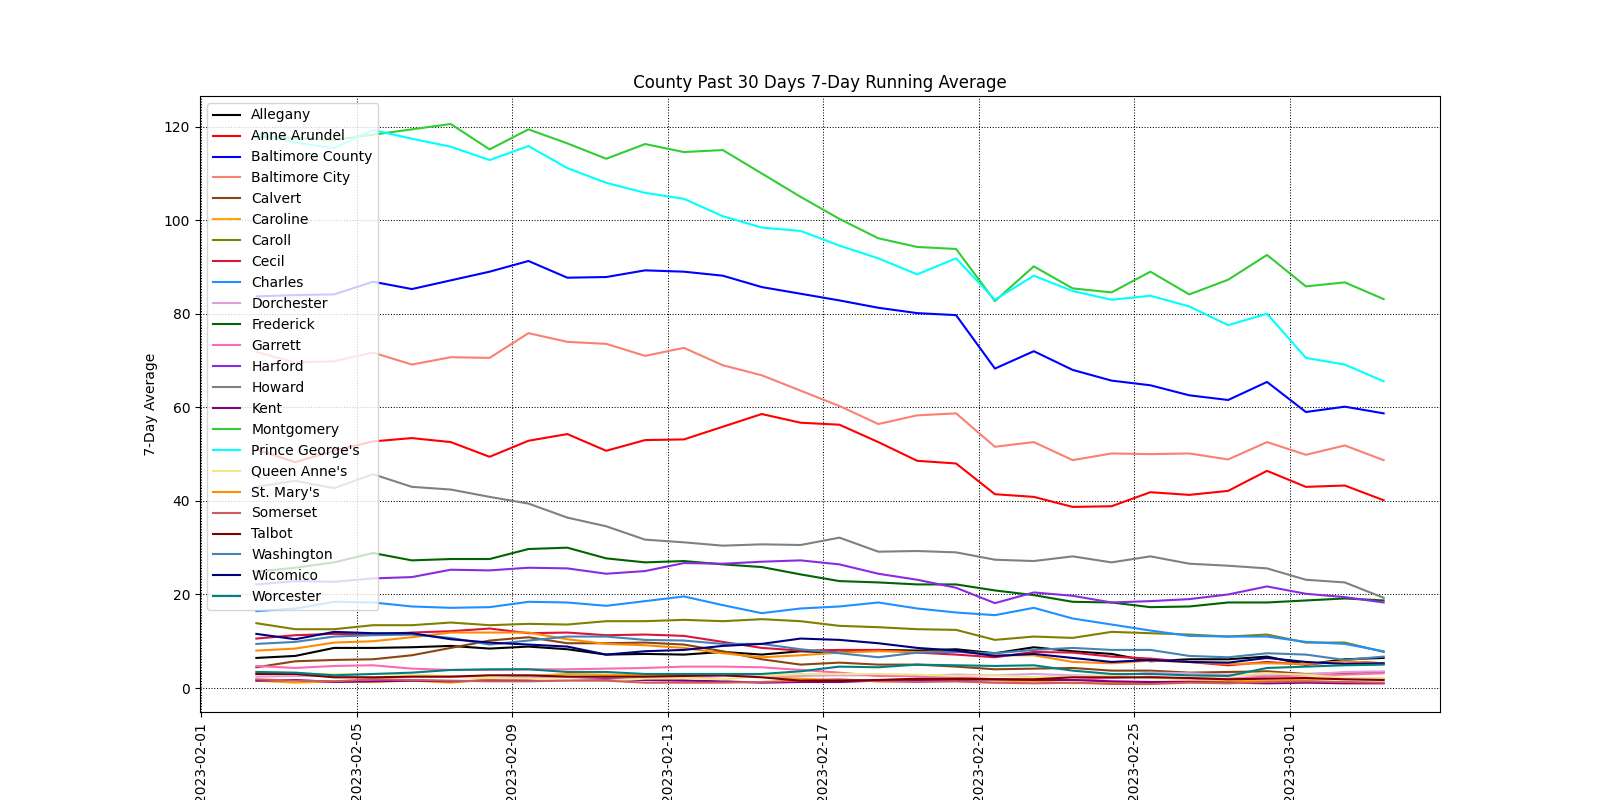 County Past 30 Days 7-Day Running Average
7-Day Average
120
100
80
60
40
20
0
Allegany
Anne Arundel
Baltimore County
Baltimore City
Calvert
Caroline
Caroll
Cecil
Charles
Dorchester
Frederick
Garrett
Harford
Howard
Kent
Montgomery
Prince George's
Queen Anne's
St. Mary's
Somerset
Talbot
Washington
Wicomico
Worcester
2023-02-01
2023-02-05
2023-02-09
2023-02-13
2023-02-17
2023-02-21
2023-02-25
2023-03-01